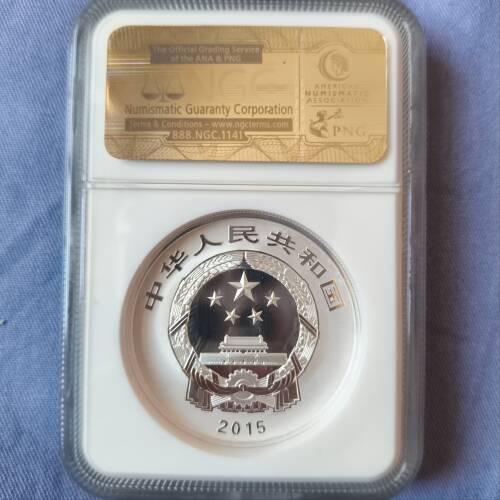 The Official Grading Service
of the ANA & PNG
NGC
Numismatic Guaranty Corporation
Terms & Conditions – www.ngcterms.com
888.NGC.1141
AMERICAN
NUMISMATIC
ASSOCIATION
PNG
中华人民共和国
2015